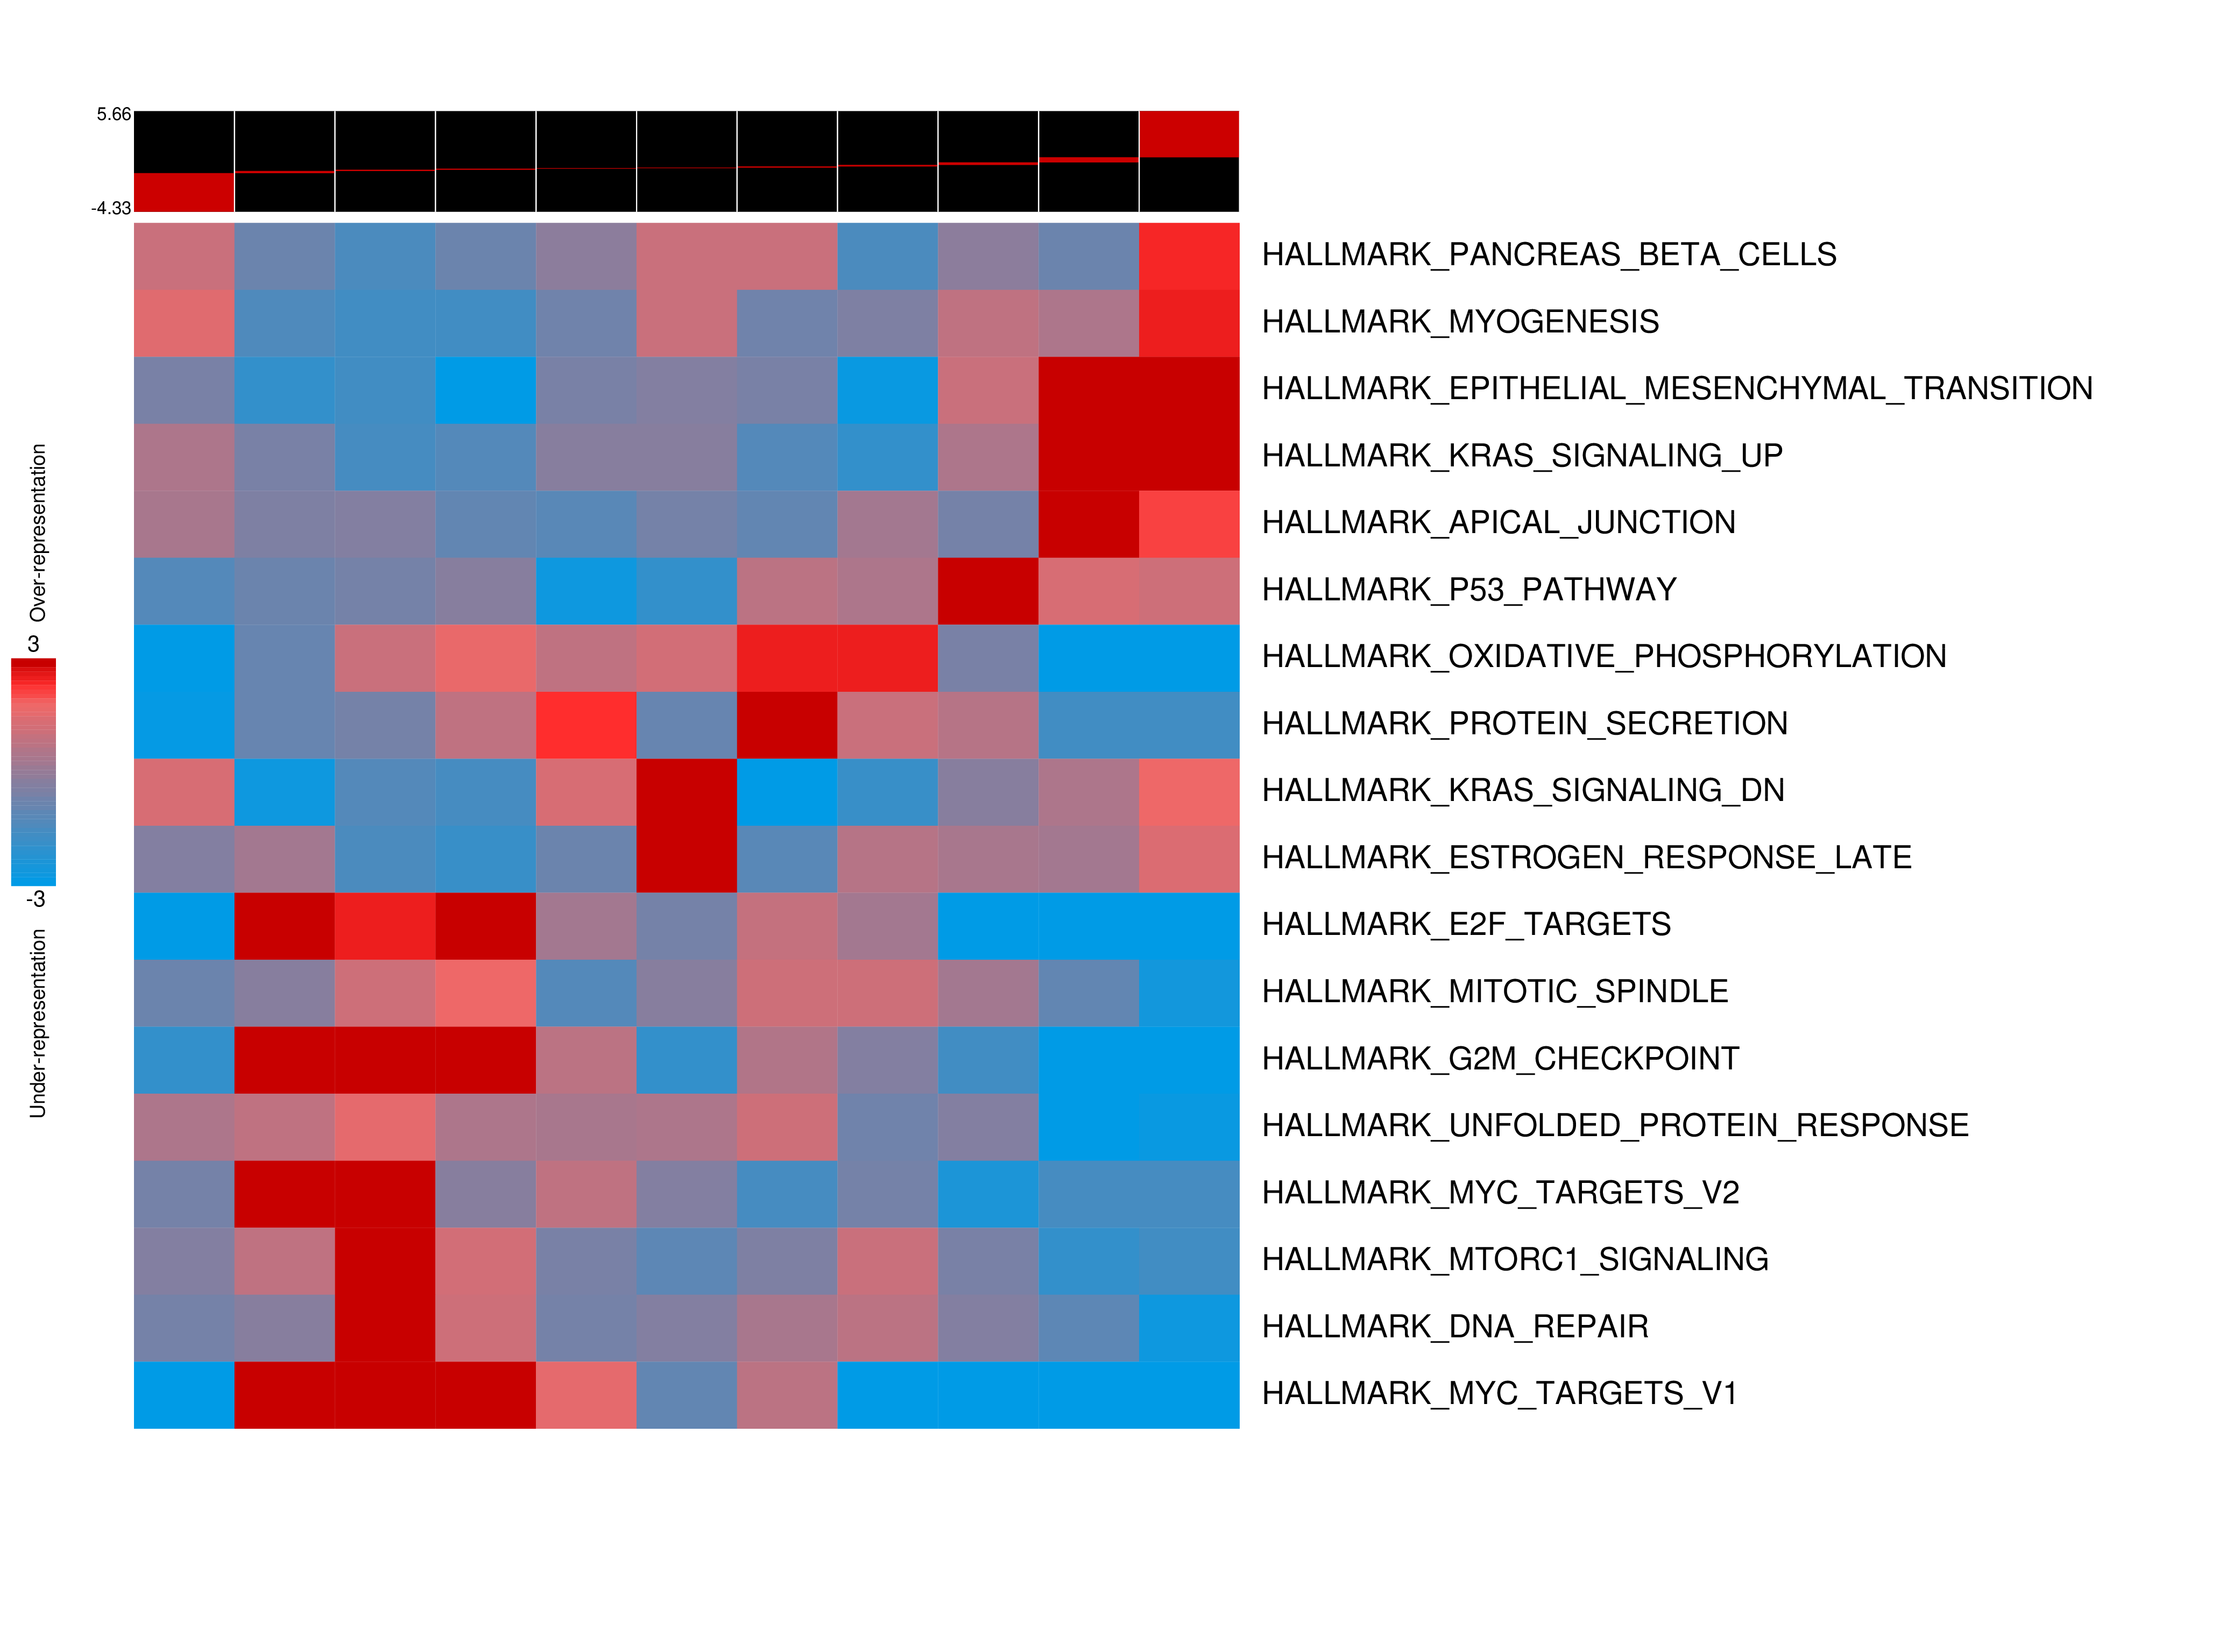 5.66
-4.33
HALLMARK_PANCREAS_BETA_CELLS
HALLMARK_MYOGENESIS
HALLMARK_EPITHELIAL_MESENCHYMAL_TRANSITION
HALLMARK_KRAS_SIGNALING_UP
HALLMARK_APICAL_JUNCTION
HALLMARK_P53_PATHWAY
HALLMARK_OXIDATIVE_PHOSPHORYLATION
HALLMARK_PROTEIN_SECRETION
HALLMARK_KRAS_SIGNALING_DN
HALLMARK_ESTROGEN_RESPONSE_LATE
HALLMARK_E2F_TARGETS
HALLMARK_MITOTIC_SPINDLE
HALLMARK_G2M_CHECKPOINT
HALLMARK_UNFOLDED_PROTEIN_RESPONSE
HALLMARK_MYC_TARGETS_V2
HALLMARK_MTORC1_SIGNALING
HALLMARK_DNA_REPAIR
HALLMARK_MYC_TARGETS_V1
Over-representation
3
-3
Under-representation